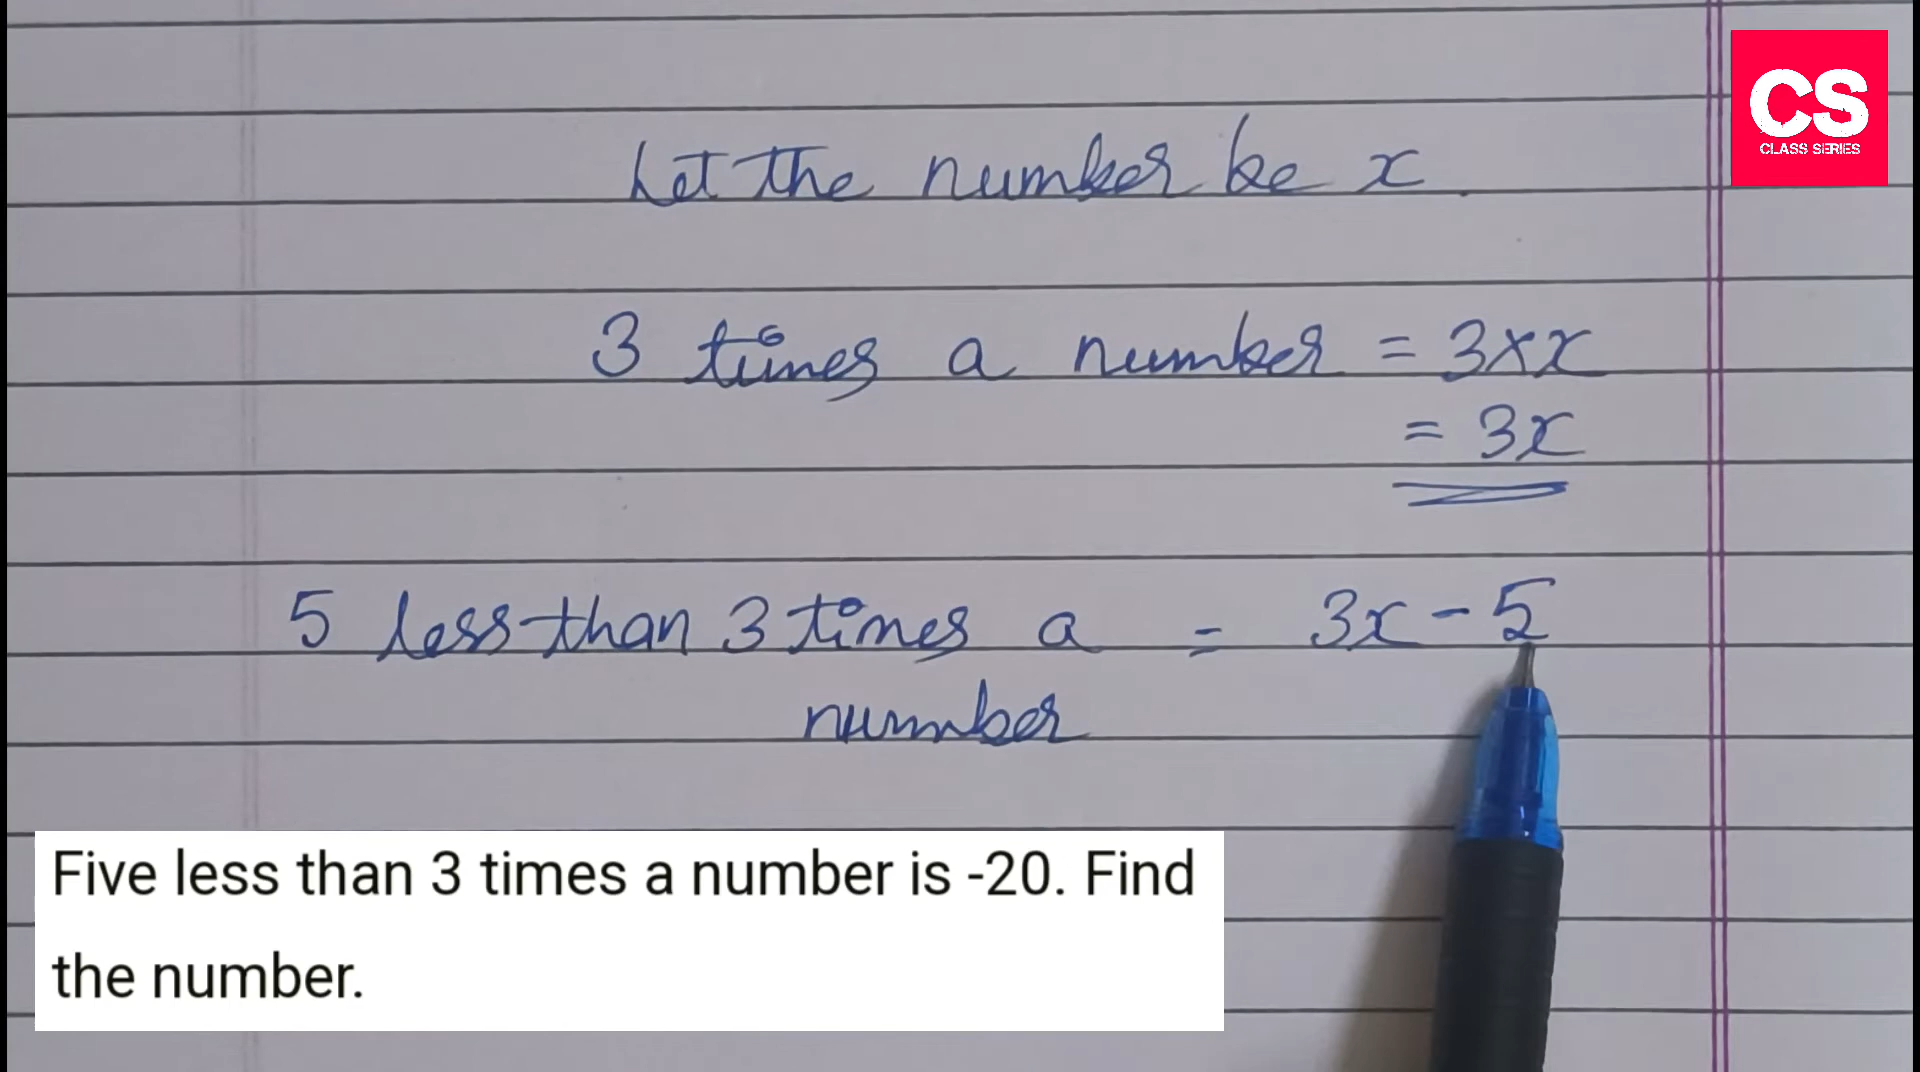 CS
CLASS SERIES
Let the number be x.
3 times a number = 3×x
= 3x
5 less than 3 times a = 3x - 5
number
Five less than 3 times a number is -20. Find
the number.